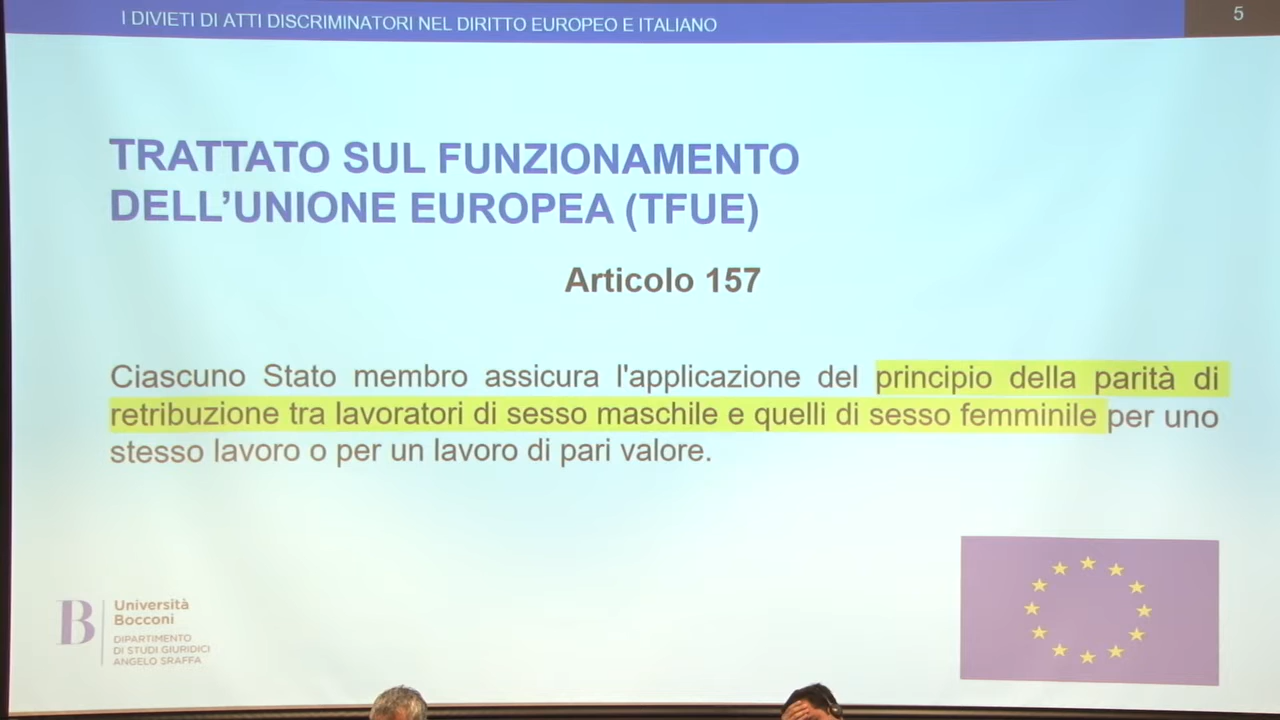 I DIVIETI DI ATTI DISCRIMINATORI NEL DIRITTO EUROPEO E ITALIANO
5
TRATTATO SUL FUNZIONAMENTO
DELL’UNIONE EUROPEA (TFUE)
Articolo 157
Ciascuno Stato membro assicura l'applicazione del principio della parità di
retribuzione tra lavoratori di sesso maschile e quelli di sesso femminile per uno
stesso lavoro o per un lavoro di pari valore.
B
Università
Bocconi
DIPARTIMENTO
DI STUDI GIURIDICI
ANGELO SRAFFA